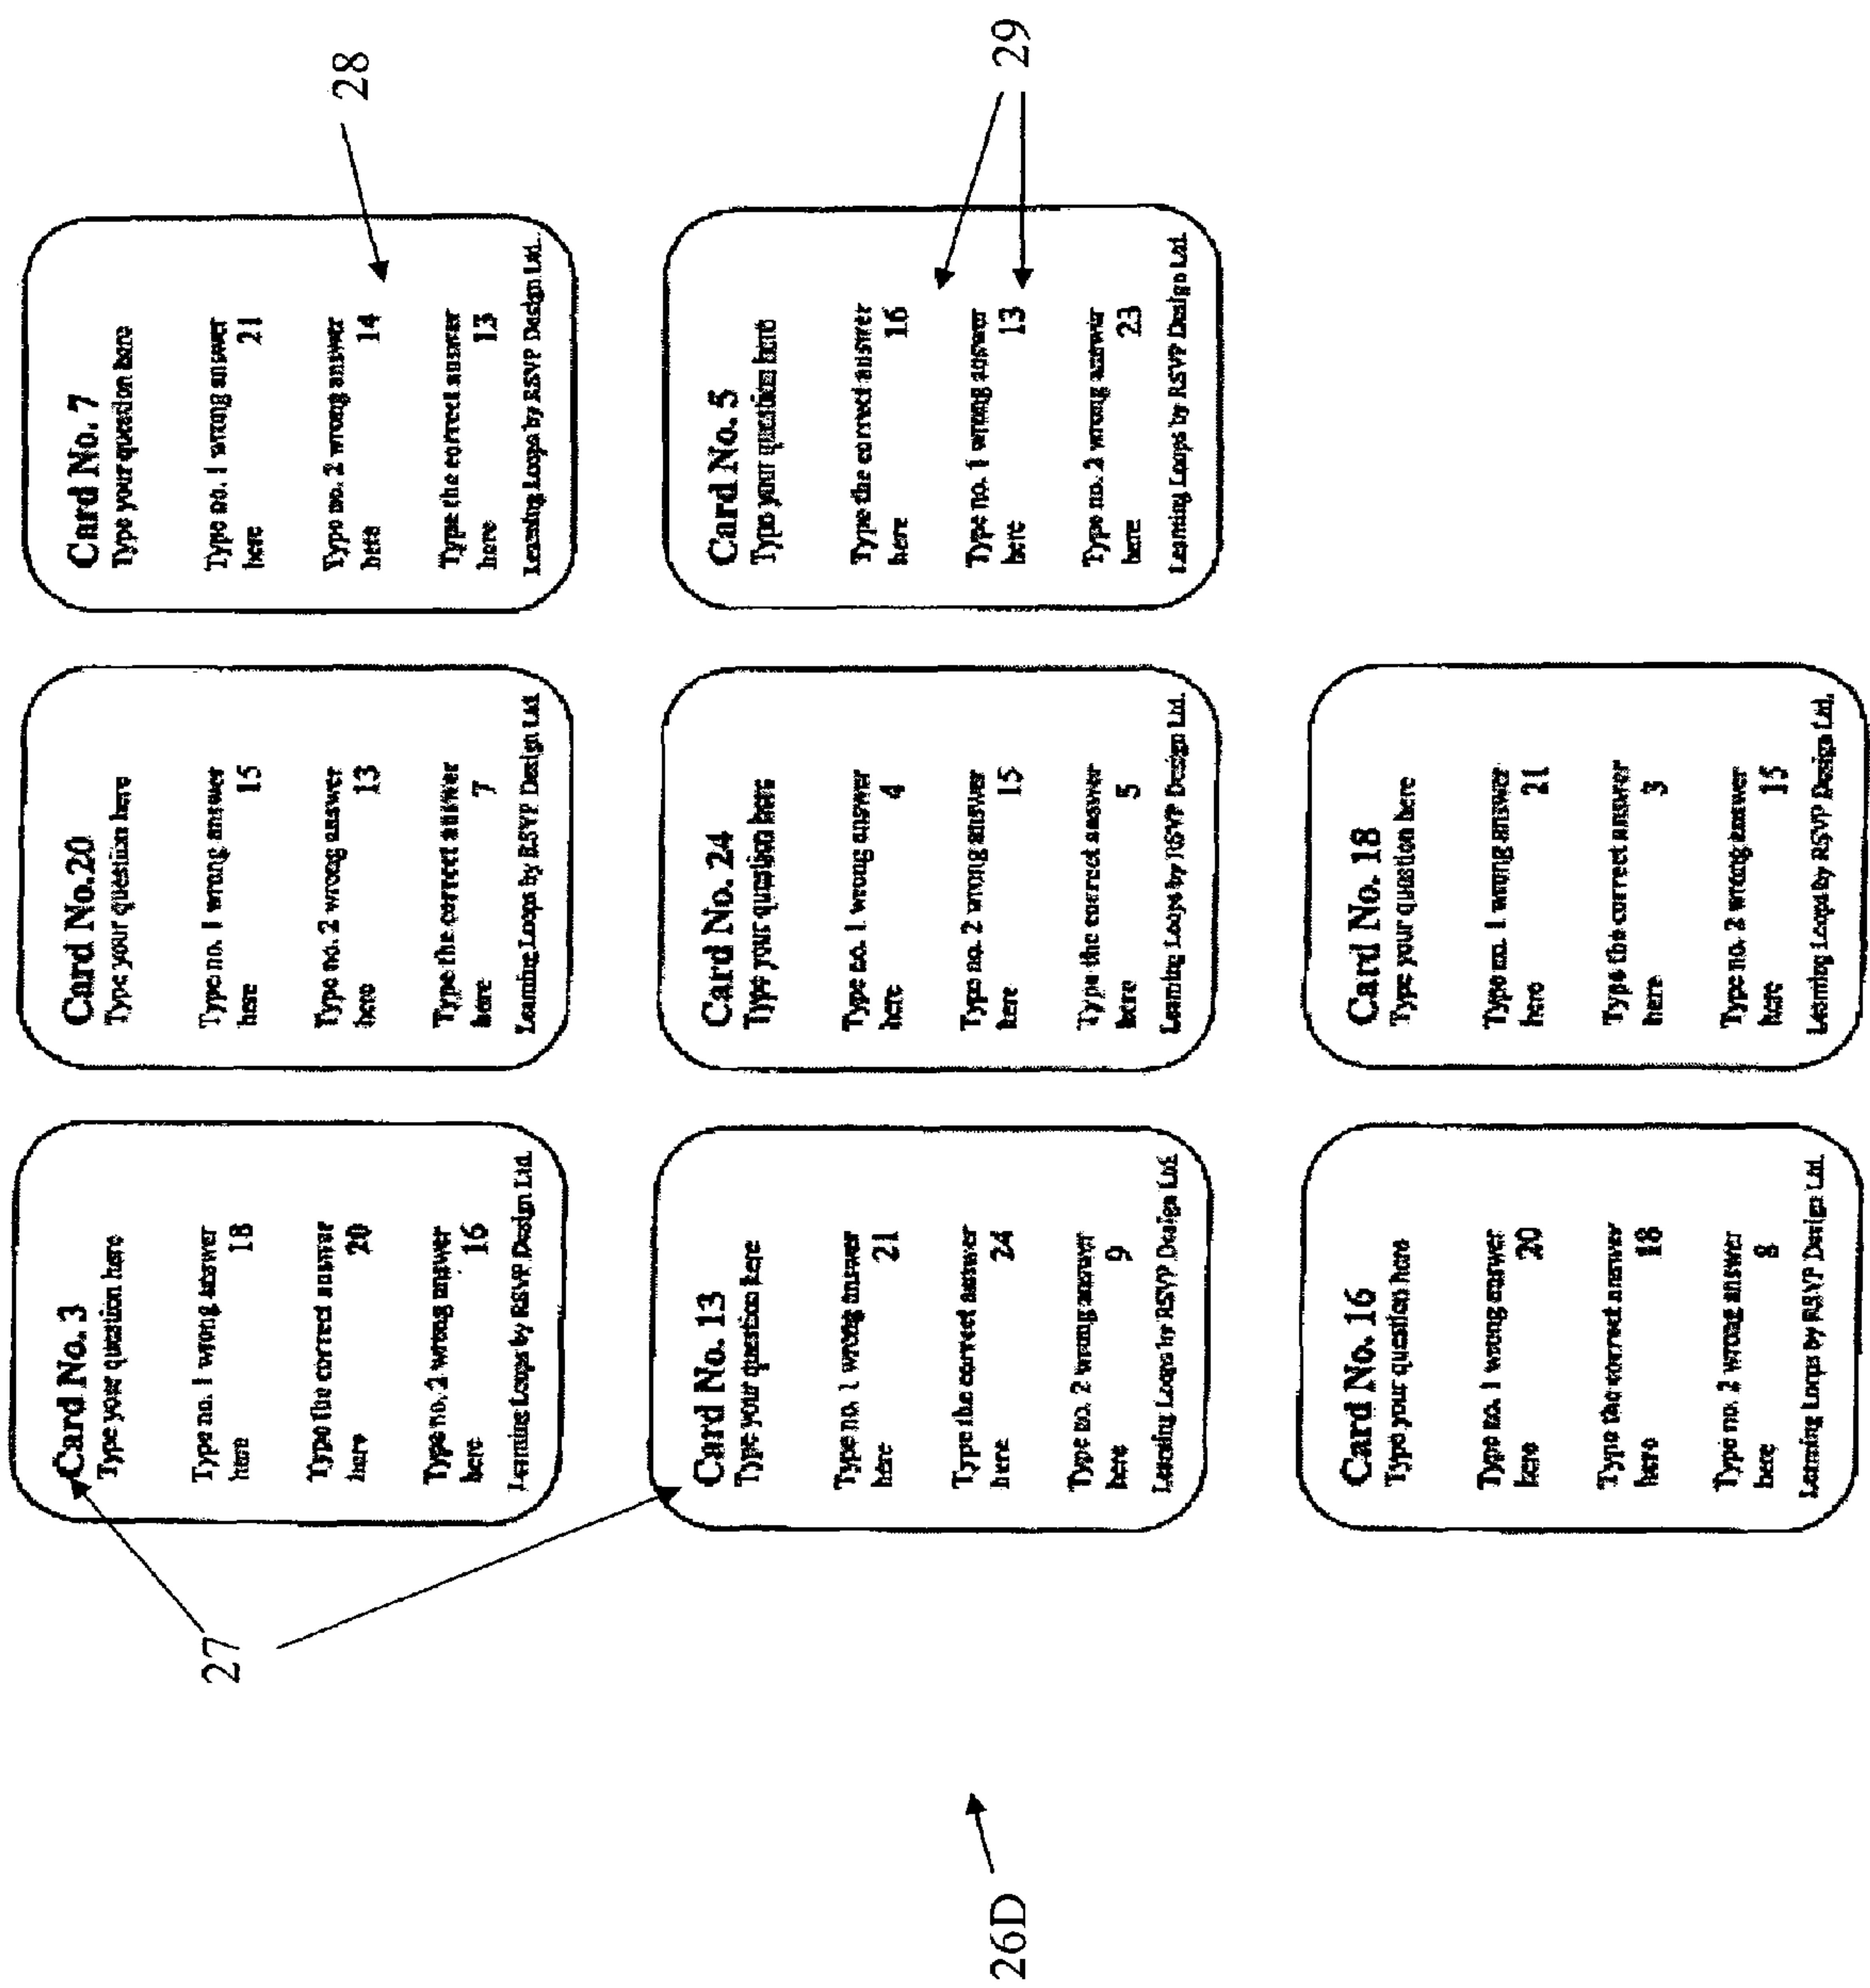 Card No. 3
Type your question here
Type no. 1 wrong answer
here 18
Type the correct answer
here 20
Type no. 2 wrong answer
here 16
Learning Loops by RSVP Design Ltd.
Card No.20
Type your question here
Type no. 1 wrong answer
here 15
Type no. 2 wrong answer
here 13
Type the correct answer
here 7
Learning Loops by RSVP Design Ltd
Card No. 7
Type your question here
Type no. 1 wrong answer
here 21
Type no. 2 wrong answer
here 14
Type the correct answer
here 13
Learning Loops by RSVP Design Ltd.
27
28
Card No. 13
Type your question here
Type no. 1 wrong answer
here 21
Type the correct answer
here 24
Type no. 2 wrong answer
here 9
Learning Loops by RSVP Design Ltd.
Card No. 24
Type your question here
Type no. 1 wrong answer
here 4
Type no. 2 wrong answer
here 15
Type the correct answer
here 5
Learning Loops by RSVP Design Ltd.
Card No. 5
Type your question here
Type the correct answer
here 16
Type no. 1 wrong answer
here 13
Type no. 2 wrong answer
here 23
Learning Loops by RSVP Design Ltd.
26D
29
Card No. 16
Type your question here
Type no. 1 wrong answer
here 20
Type the correct answer
here 18
Type no. 2 wrong answer
here 8
Learning Loops by RSVP Design Ltd.
Card No. 18
Type your question here
Type no. 1 wrong answer
here 21
Type the correct answer
here 3
Type no. 2 wrong answer
here 15
Learning Loops by RSVP Design Ltd.